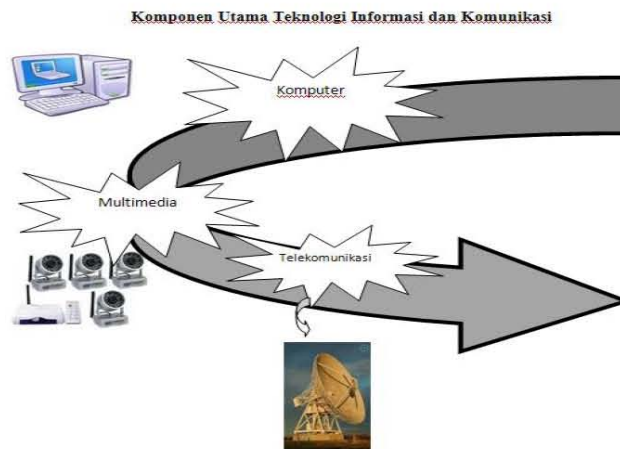 Komponen Utama Teknologi Informasi dan Komunikasi
Komputer
Multimedia
Telekomunikasi